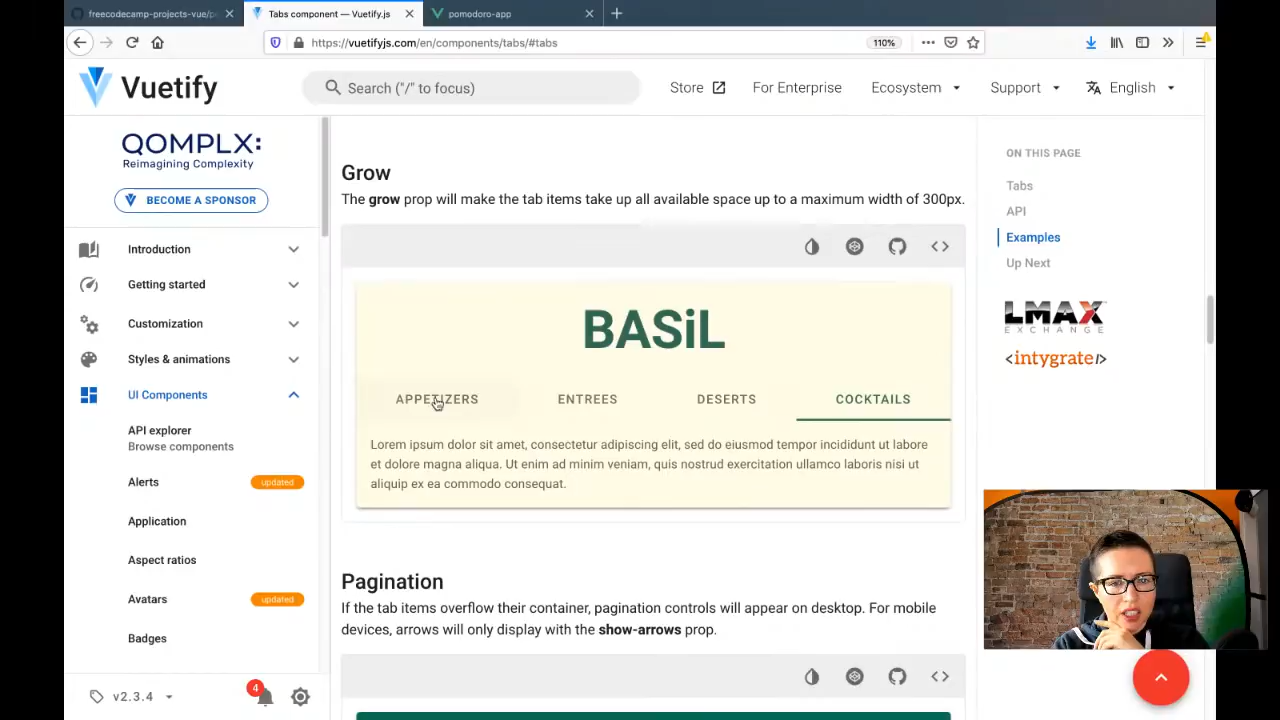 freecodecamp-projects-vue/p
Tabs component — Vuetify.js
pomodoro-app
https://vuetifyjs.com/en/components/tabs/#tabs
110%
Vuetify
Search ("/" to focus)
Store
For Enterprise
Ecosystem
Support
English
QOMPLX:
Reimagining Complexity
BECOME A SPONSOR
Introduction
Getting started
Customization
Styles & animations
UI Components
API explorer
Browse components
Alerts
updated
Application
Aspect ratios
Avatars
updated
Badges
v2.3.4
4
Grow
The grow prop will make the tab items take up all available space up to a maximum width of 300px.
BASiL
APPETIZERS
ENTREES
DESERTS
COCKTAILS
Lorem ipsum dolor sit amet, consectetur adipiscing elit, sed do eiusmod tempor incididunt ut labore
et dolore magna aliqua. Ut enim ad minim veniam, quis nostrud exercitation ullamco laboris nisi ut
aliquip ex ea commodo consequat.
Pagination
If the tab items overflow their container, pagination controls will appear on desktop. For mobile
devices, arrows will only display with the show-arrows prop.
ON THIS PAGE
Tabs
API
Examples
Up Next
LMAX
EXCHANGE
<intygrate/>